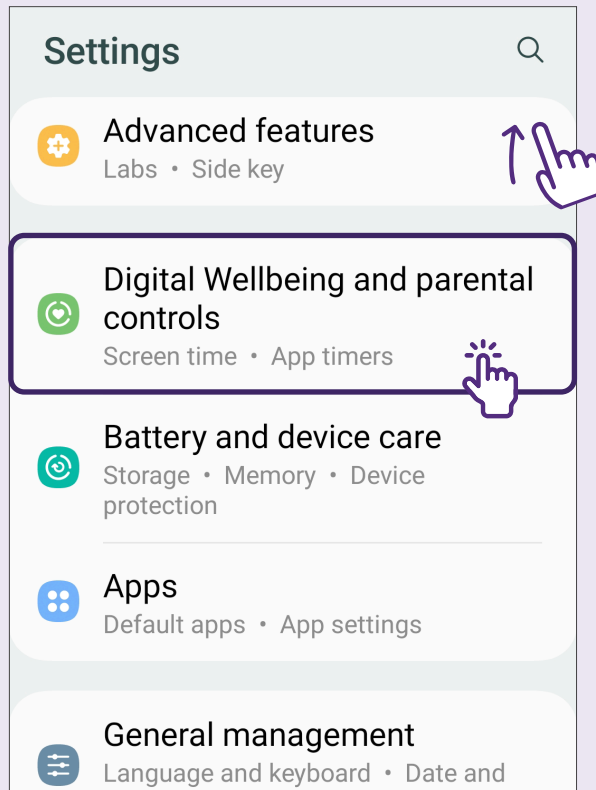 Settings
Advanced features
Labs • Side key
Digital Wellbeing and parental
controls
Screen time • App timers
Battery and device care
Storage • Memory • Device
protection
Apps
Default apps • App settings
General management
Language and keyboard • Date and